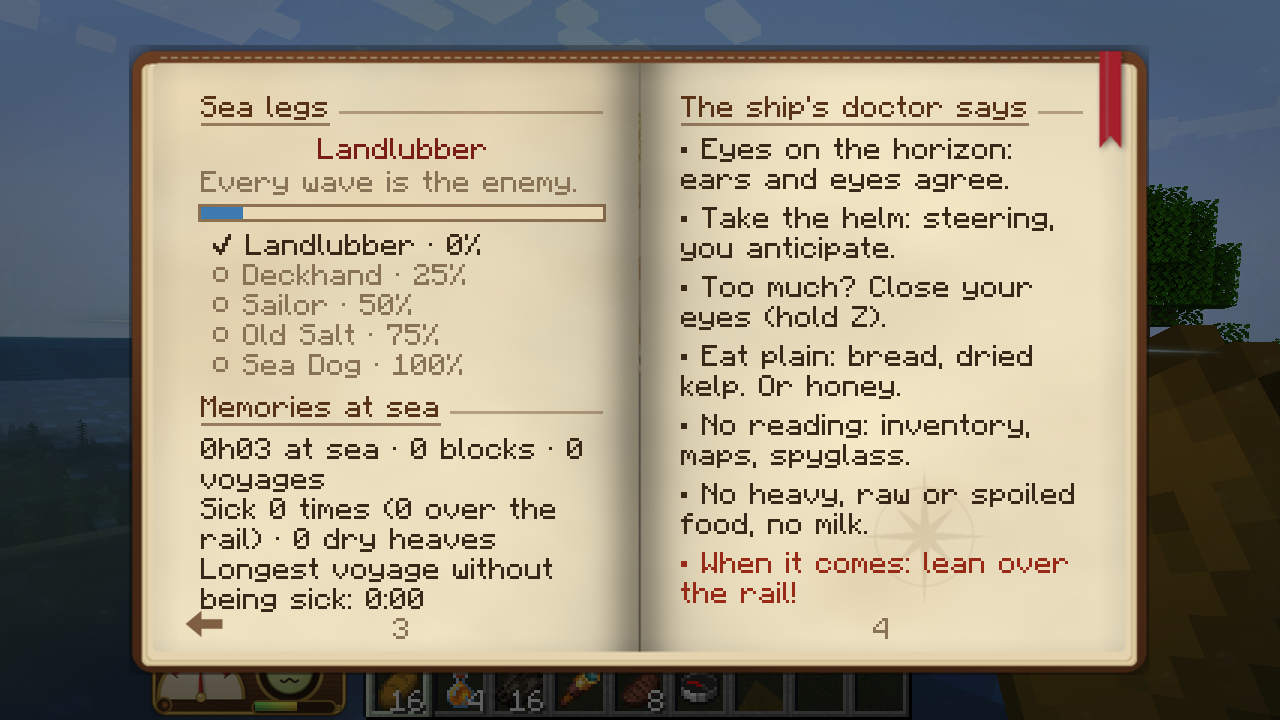 Sea legs
Landlubber
Every wave is the enemy.
✓ Landlubber · 0%
o Deckhand · 25%
o Sailor · 50%
o Old Salt · 75%
o Sea Dog · 100%
Memories at sea
0h03 at sea · 0 blocks · 0
voyages
Sick 0 times (0 over the
rail) · 0 dry heaves
Longest voyage without
being sick: 0:00
3
The ship's doctor says
▪ Eyes on the horizon:
ears and eyes agree.
▪ Take the helm: steering,
you anticipate.
▪ Too much? Close your
eyes (hold Z).
▪ Eat plain: bread, dried
kelp. Or honey.
▪ No reading: inventory,
maps, spyglass.
▪ No heavy, raw or spoiled
food, no milk.
▪ When it comes: lean over
the rail!
4
16 4 16 8